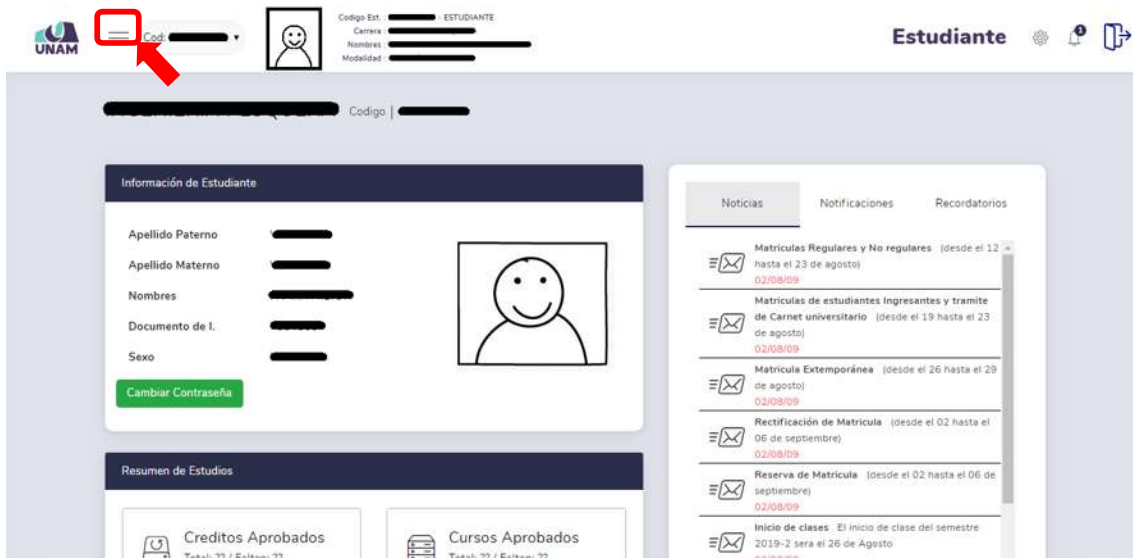 UNAM
Cod:
Codigo Est. : - ESTUDIANTE
Carrera :
Nombres :
Modalidad :
Estudiante
Codigo |
Información de Estudiante
Apellido Paterno
Apellido Materno
Nombres
Documento de I.
Sexo
Cambiar Contraseña
Resumen de Estudios
Creditos Aprobados
Total: ?? / Faltan: ??
Cursos Aprobados
Total: ?? / Faltan: ??
Noticias
Notificaciones
Recordatorios
Matriculas Regulares y No regulares (desde el 12
hasta el 23 de agosto)
02/08/09
Matriculas de estudiantes Ingresantes y tramite
de Carnet universitario (desde el 19 hasta el 23
de agosto)
02/08/09
Matricula Extemporánea (desde el 26 hasta el 29
de agosto)
02/08/09
Rectificación de Matricula (desde el 02 hasta el
06 de septiembre)
02/08/09
Reserva de Matricula (desde el 02 hasta el 06 de
septiembre)
02/08/09
Inicio de clases El inicio de clase del semestre
2019-2 sera el 26 de Agosto